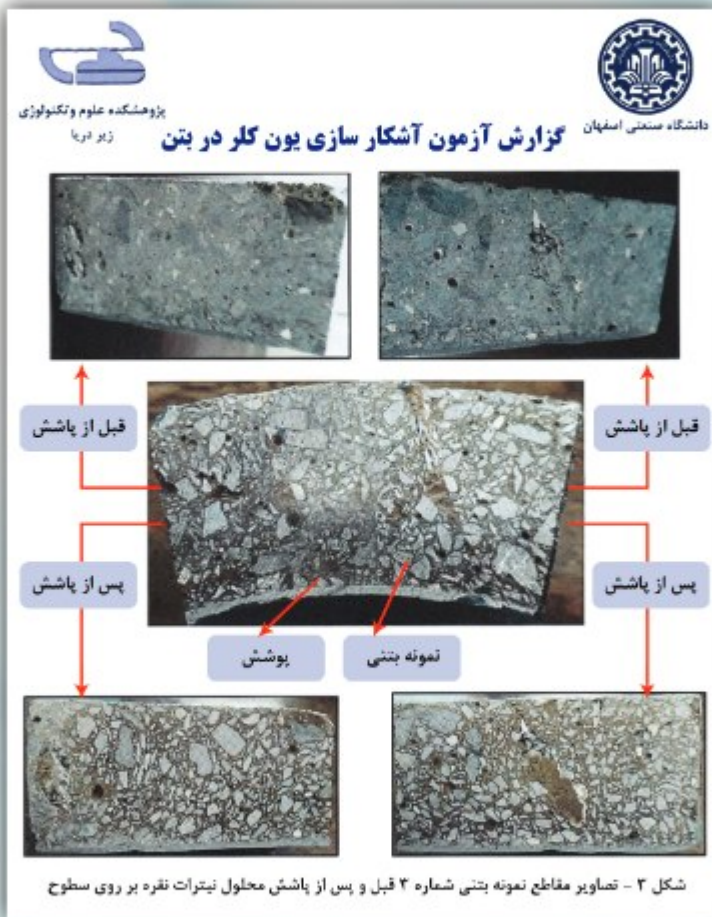 پژوهشکده علوم وتکنولوژی
زیر دریا
دانشگاه صنعتی اصفهان
گزارش آزمون آشکار سازی یون کلر در بتن
قبل از پاشش
قبل از پاشش
پس از پاشش
پس از پاشش
نمونه بتنی
پوشش
شکل ۳ - تصاویر مقاطع نمونه بتنی شماره ۳ قبل و پس از پاشش محلول نیترات نقره بر روی سطوح